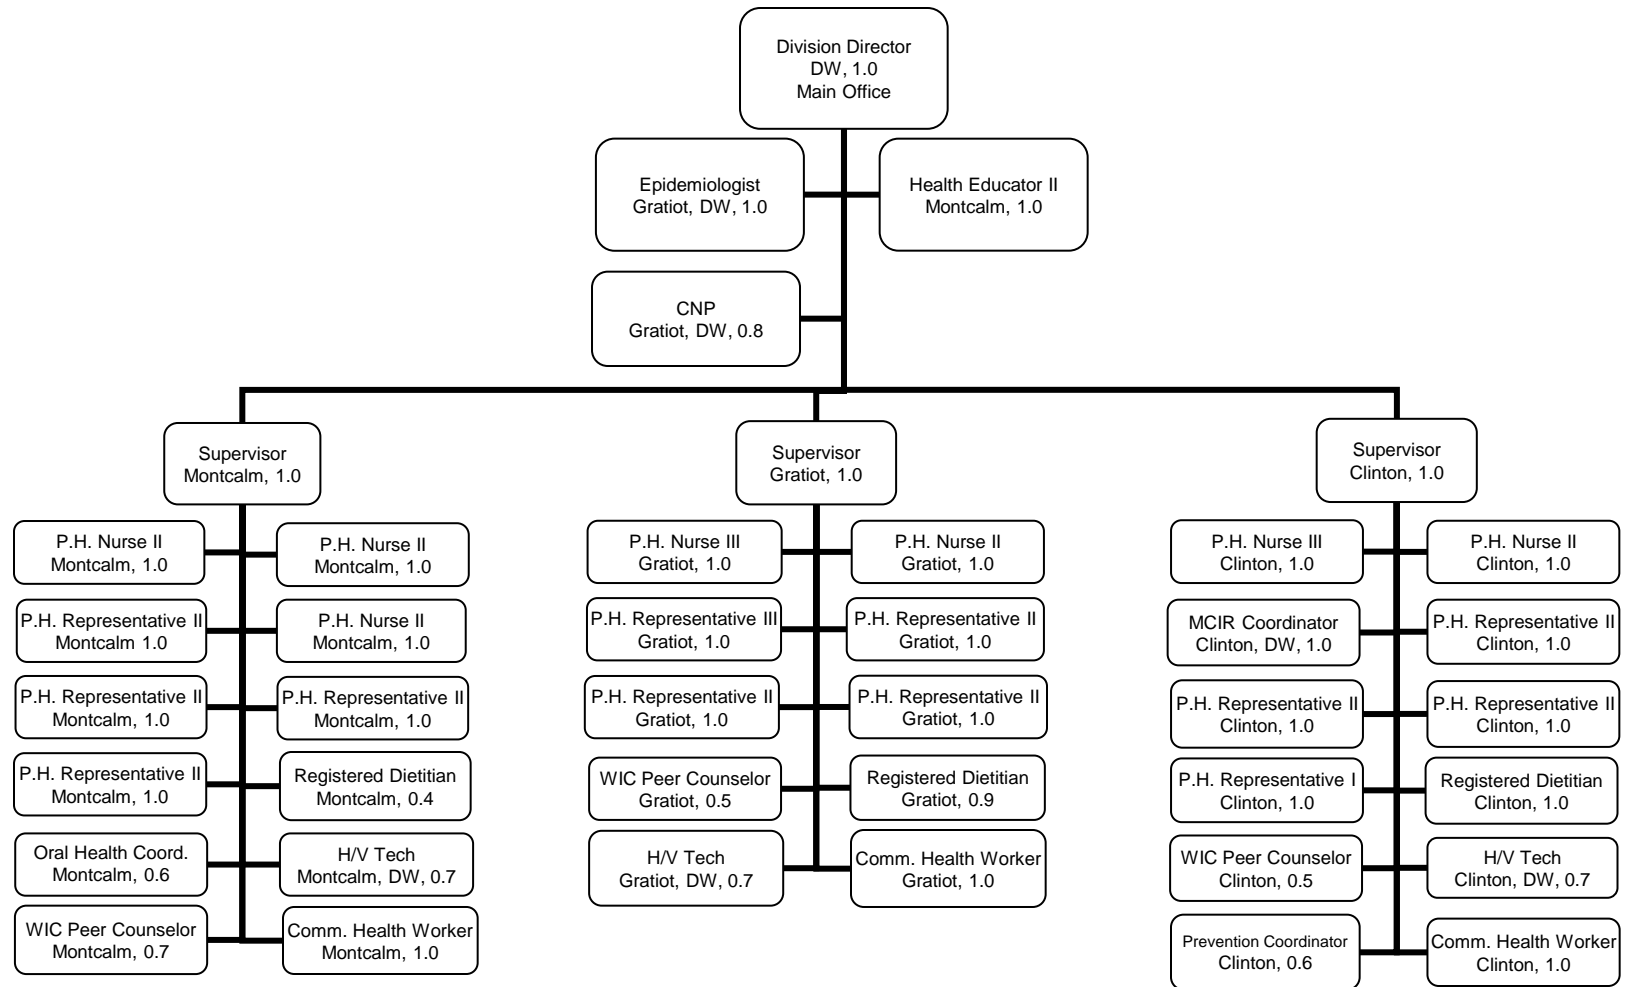 Division Director
DW, 1.0
Main Office
Epidemiologist
Gratiot, DW, 1.0
Health Educator II
Montcalm, 1.0
CNP
Gratiot, DW, 0.8
Supervisor
Montcalm, 1.0
Supervisor
Gratiot, 1.0
Supervisor
Clinton, 1.0
P.H. Nurse II
Montcalm, 1.0
P.H. Nurse II
Montcalm, 1.0
P.H. Representative II
Montcalm 1.0
P.H. Nurse II
Montcalm, 1.0
P.H. Representative II
Montcalm, 1.0
P.H. Representative II
Montcalm, 1.0
P.H. Representative II
Montcalm, 1.0
Registered Dietitian
Montcalm, 0.4
Oral Health Coord.
Montcalm, 0.6
H/V Tech
Montcalm, DW, 0.7
WIC Peer Counselor
Montcalm, 0.7
Comm. Health Worker
Montcalm, 1.0
P.H. Nurse III
Gratiot, 1.0
P.H. Nurse II
Gratiot, 1.0
P.H. Representative III
Gratiot, 1.0
P.H. Representative II
Gratiot, 1.0
P.H. Representative II
Gratiot, 1.0
P.H. Representative II
Gratiot, 1.0
WIC Peer Counselor
Gratiot, 0.5
Registered Dietitian
Gratiot, 0.9
H/V Tech
Gratiot, DW, 0.7
Comm. Health Worker
Gratiot, 1.0
P.H. Nurse III
Clinton, 1.0
P.H. Nurse II
Clinton, 1.0
MCIR Coordinator
Clinton, DW, 1.0
P.H. Representative II
Clinton, 1.0
P.H. Representative II
Clinton, 1.0
P.H. Representative II
Clinton, 1.0
P.H. Representative I
Clinton, 1.0
Registered Dietitian
Clinton, 1.0
WIC Peer Counselor
Clinton, 0.5
H/V Tech
Clinton, DW, 0.7
Prevention Coordinator
Clinton, 0.6
Comm. Health Worker
Clinton, 1.0